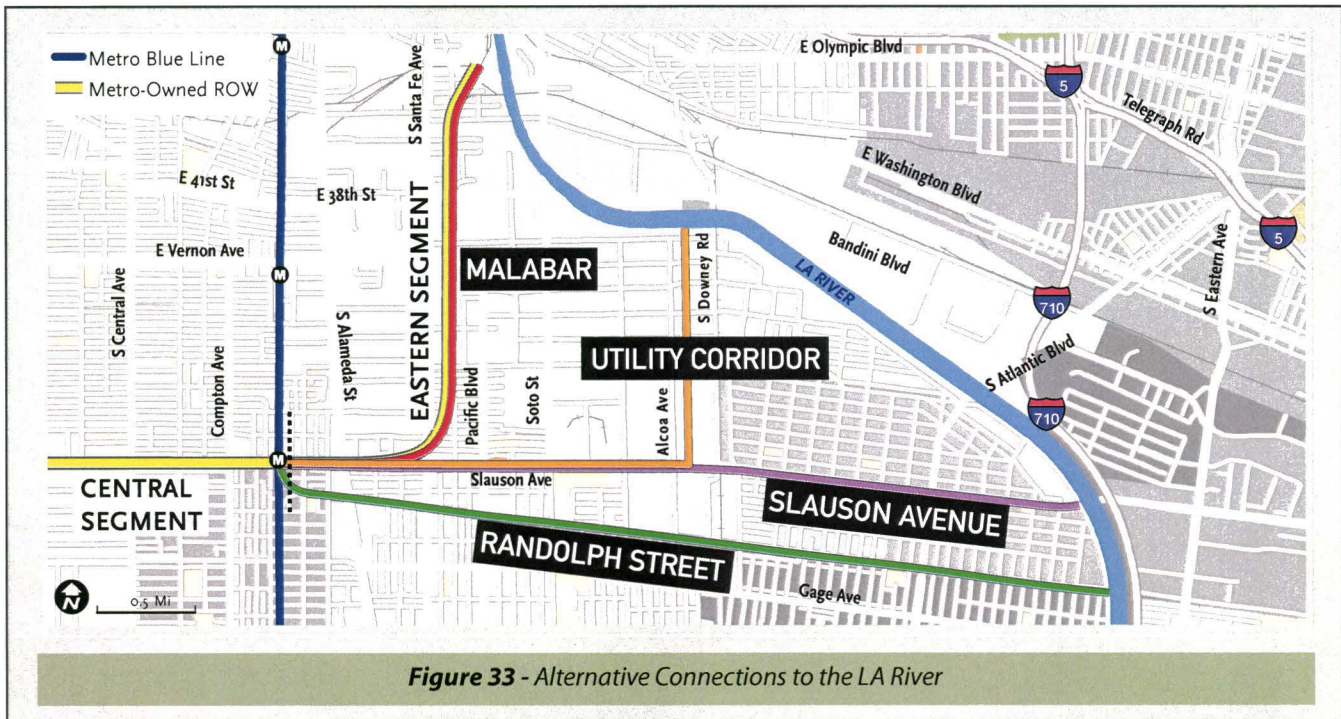 Metro Blue Line
Metro-Owned ROW
M
S Santa Fe Ave
E Olympic Blvd
5
Telegraph Rd
E 41st St
E 38th St
E Washington Blvd
E Vernon Ave
M
S Central Ave
Compton Ave
S Alameda St
EASTERN SEGMENT
MALABAR
Pacific Blvd
Soto St
UTILITY CORRIDOR
Alcoa Ave
S Downey Rd
LA RIVER
Bandini Blvd
710
S Atlantic Blvd
710
S Eastern Ave
5
M
CENTRAL
SEGMENT
Slauson Ave
SLAUSON AVENUE
RANDOLPH STREET
Gage Ave
N
0.5 Mi
Figure 33 - Alternative Connections to the LA River